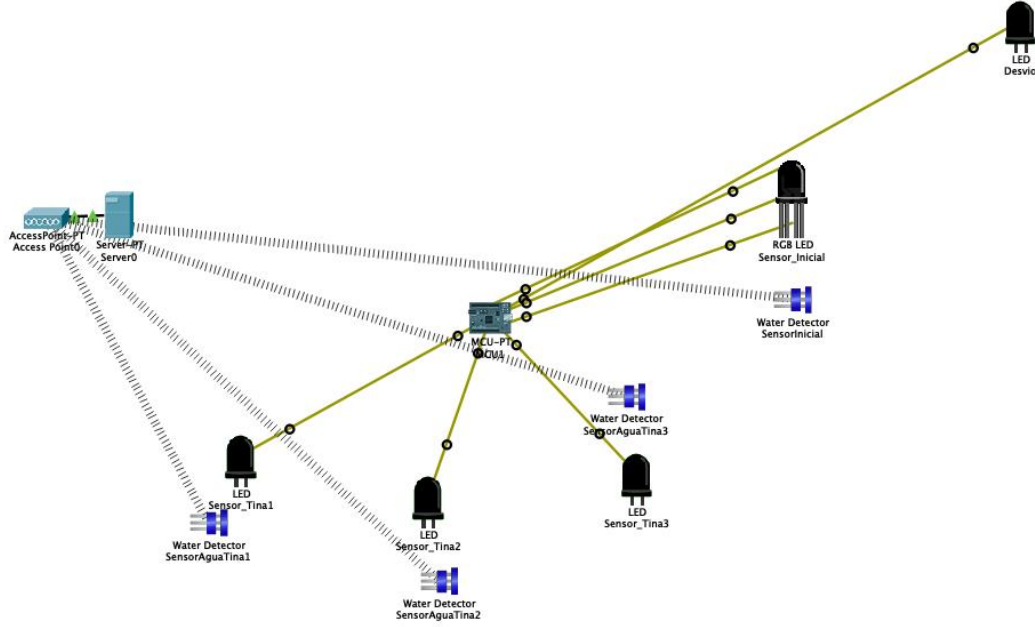 LED
Desvio
RGB LED
Sensor_Inicial
AccessPoint-PT
Access Point0
Server-PT
Server0
Water Detector
SensorInicial
MCU-PT
MCU1
Water Detector
SensorAguaTina3
LED
Sensor_Tina1
LED
Sensor_Tina2
LED
Sensor_Tina3
Water Detector
SensorAguaTina1
Water Detector
SensorAguaTina2